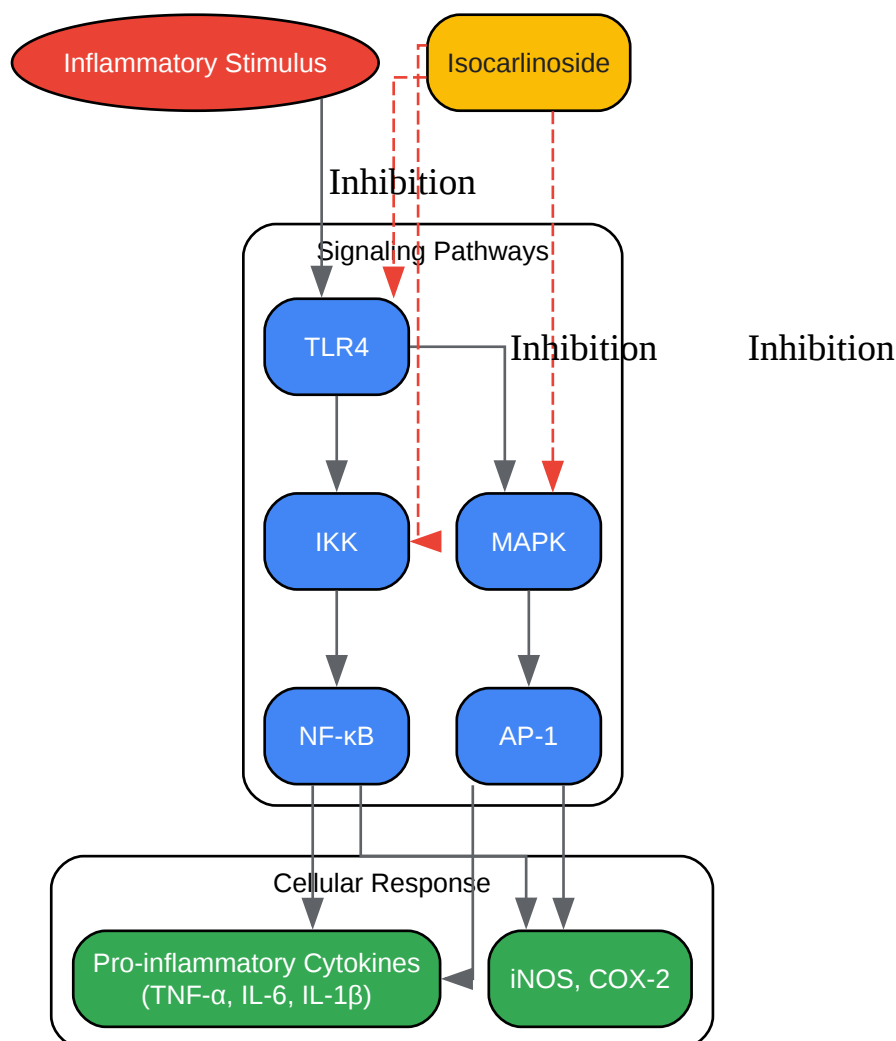 Inflammatory Stimulus
Isocarlinoside
Inhibition
Signaling Pathways
TLR4
Inhibition
Inhibition
IKK
MAPK
NF-κB
AP-1
Cellular Response
Pro-inflammatory Cytokines
(TNF-α, IL-6, IL-1β)
iNOS, COX-2